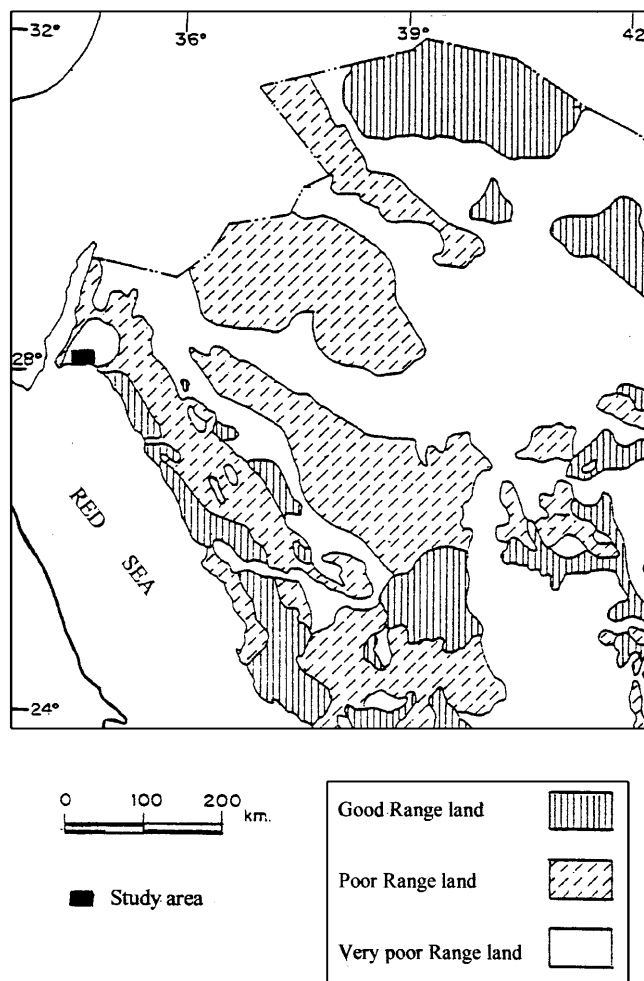 32°
36°
39°
42
28°
RED
SEA
24°
0 100 200
km.
Study area
Good Range land
Poor Range land
Very poor Range land